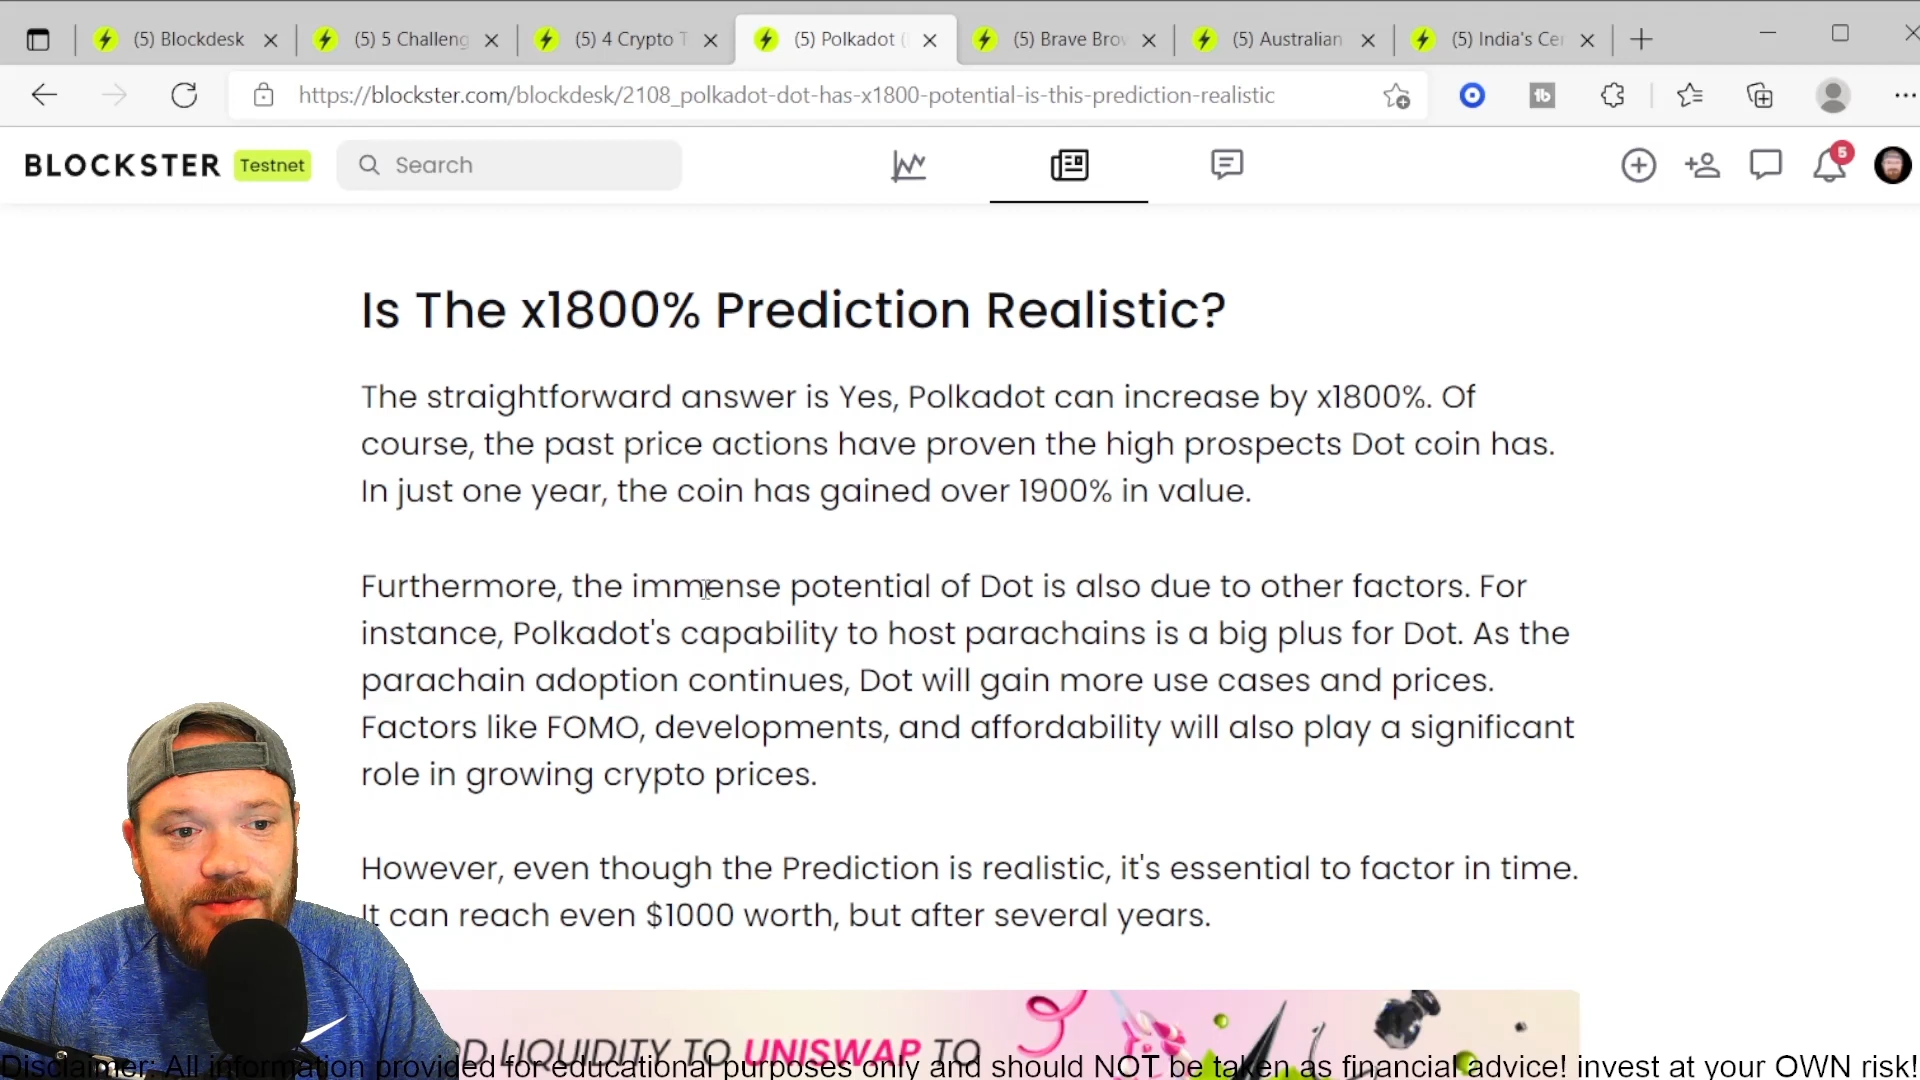 (5) Blockdesk
(5) 5 Challeng
(5) 4 Crypto T
(5) Polkadot (
(5) Brave Brow
(5) Australian
(5) India's Cen
https://blockster.com/blockdesk/2108_polkadot-dot-has-x1800-potential-is-this-prediction-realistic
BLOCKSTER Testnet Search
5
Is The x1800% Prediction Realistic?
The straightforward answer is Yes, Polkadot can increase by x1800%. Of
course, the past price actions have proven the high prospects Dot coin has.
In just one year, the coin has gained over 1900% in value.
Furthermore, the immense potential of Dot is also due to other factors. For
instance, Polkadot's capability to host parachains is a big plus for Dot. As the
parachain adoption continues, Dot will gain more use cases and prices.
Factors like FOMO, developments, and affordability will also play a significant
role in growing crypto prices.
However, even though the Prediction is realistic, it's essential to factor in time.
It can reach even $1000 worth, but after several years.
D LIQUIDITY TO UNISWAP TO
Disclaimer: All information provided for educational purposes only and should NOT be taken as financial advice! invest at your OWN risk!